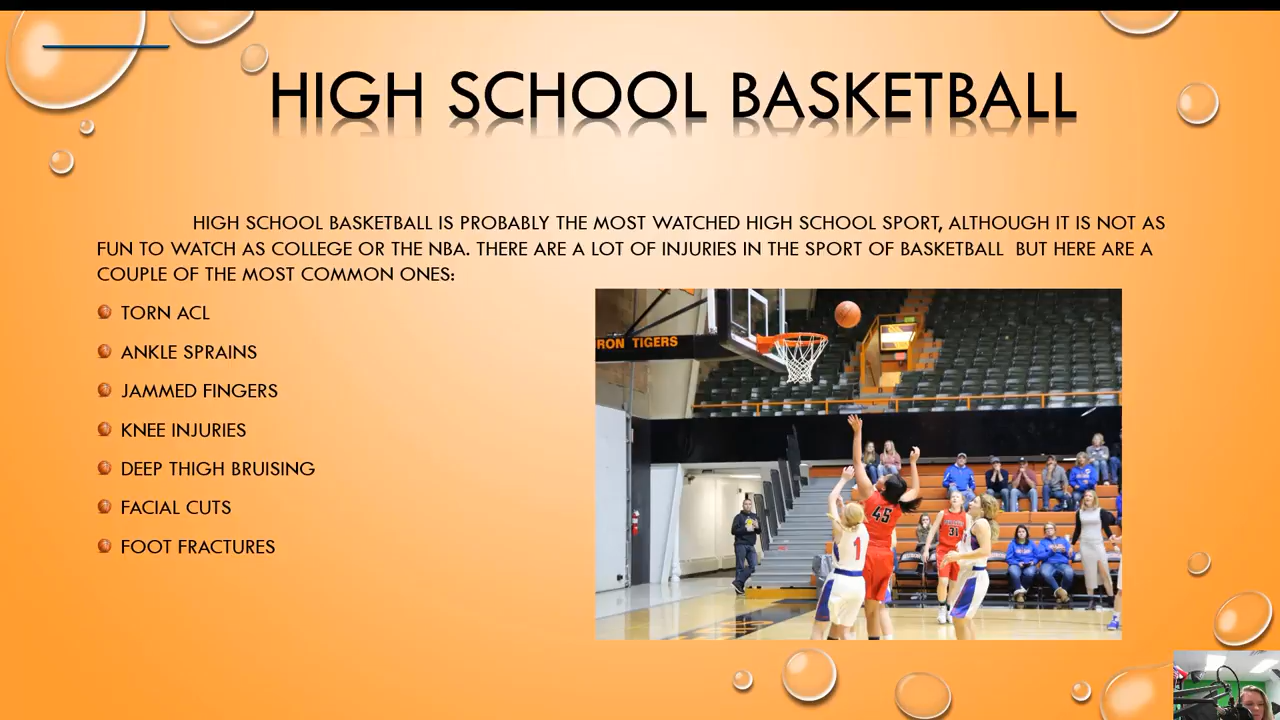 HIGH SCHOOL BASKETBALL
HIGH SCHOOL BASKETBALL IS PROBABLY THE MOST WATCHED HIGH SCHOOL SPORT, ALTHOUGH IT IS NOT AS
FUN TO WATCH AS COLLEGE OR THE NBA. THERE ARE A LOT OF INJURIES IN THE SPORT OF BASKETBALL BUT HERE ARE A
COUPLE OF THE MOST COMMON ONES:
TORN ACL
ANKLE SPRAINS
JAMMED FINGERS
KNEE INJURIES
DEEP THIGH BRUISING
FACIAL CUTS
FOOT FRACTURES
RON TIGERS
45
1
31